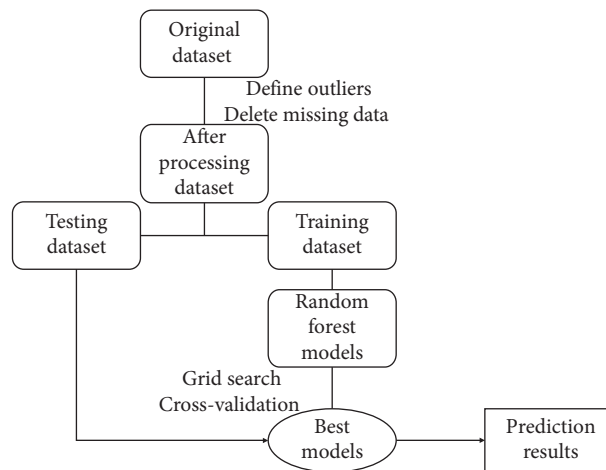 Original
dataset
Define outliers
Delete missing data
After
processing
dataset
Testing
dataset
Training
dataset
Random
forest
models
Grid search
Cross-validation
Best
models
Prediction
results